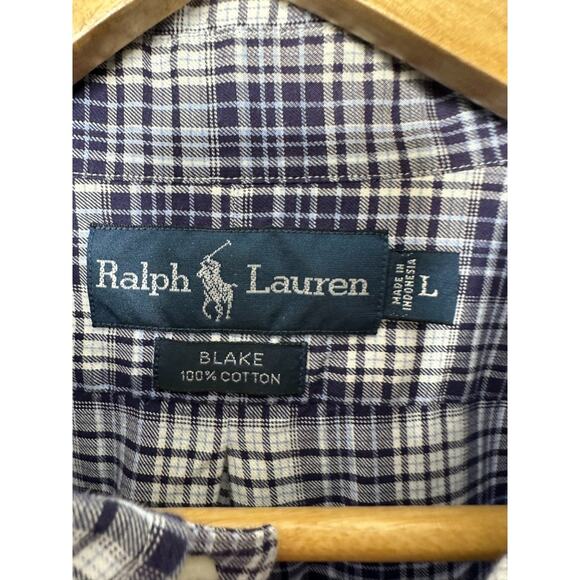 Ralph Lauren
MADE IN
INDONESIA
L
BLAKE
100% COTTON